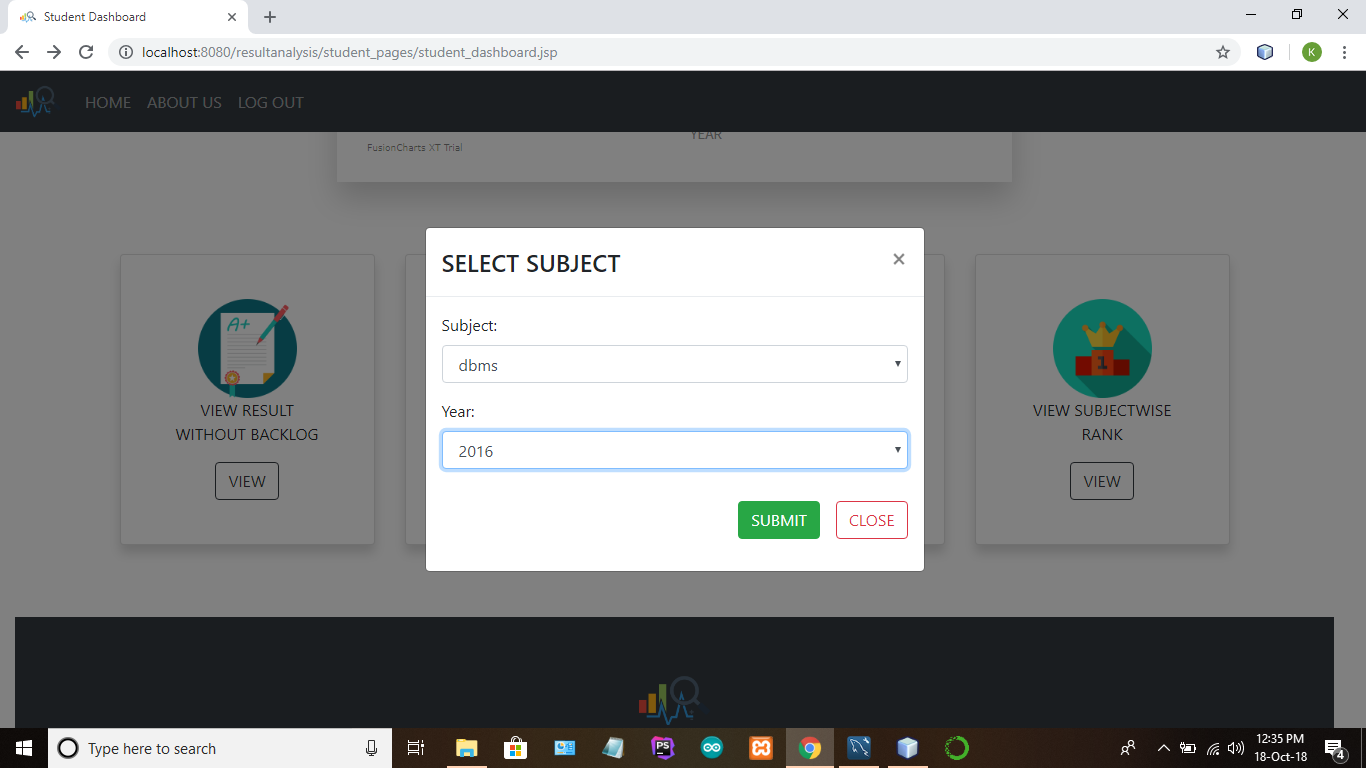 Student Dashboard
localhost:8080/resultanalysis/student_pages/student_dashboard.jsp
K
HOME ABOUT US LOG OUT
YEAR
FusionCharts XT Trial
SELECT SUBJECT
Subject:
dbms
Year:
2016
SUBMIT CLOSE
A+
VIEW RESULT
WITHOUT BACKLOG
VIEW
1
VIEW SUBJECTWISE
RANK
VIEW
Type here to search
PS
12:35 PM
18-Oct-18
4